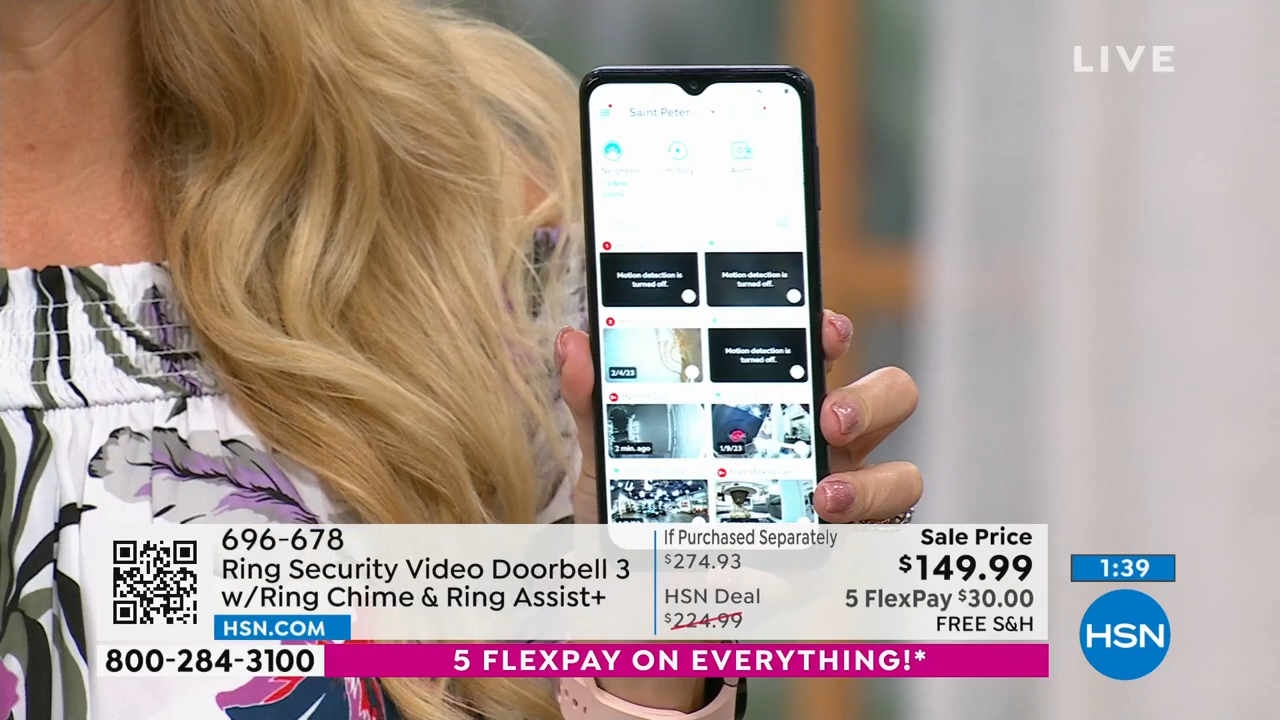 LIVE
Saint Peter...
History
Motion detection is
turned off.
Motion detection is
turned off.
2/4/23
Motion detection is
turned off.
2 min. ago
1/9/23
696-678
Ring Security Video Doorbell 3
w/Ring Chime & Ring Assist+
HSN.COM
If Purchased Separately
$274.93
HSN Deal
$224.99
Sale Price
$149.99
5 FlexPay $30.00
FREE S&H
1:39
HSN
800-284-3100
5 FLEXPAY ON EVERYTHING!*